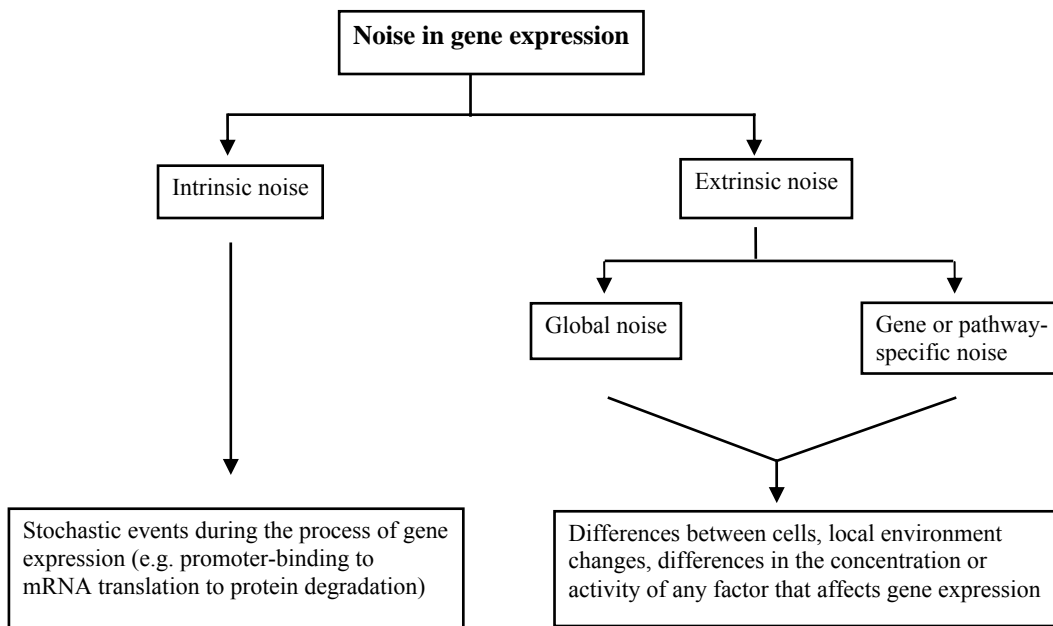 Noise in gene expression
Intrinsic noise
Extrinsic noise
Global noise
Gene or pathway-
specific noise
Stochastic events during the process of gene
expression (e.g. promoter-binding to
mRNA translation to protein degradation)
Differences between cells, local environment
changes, differences in the concentration or
activity of any factor that affects gene expression